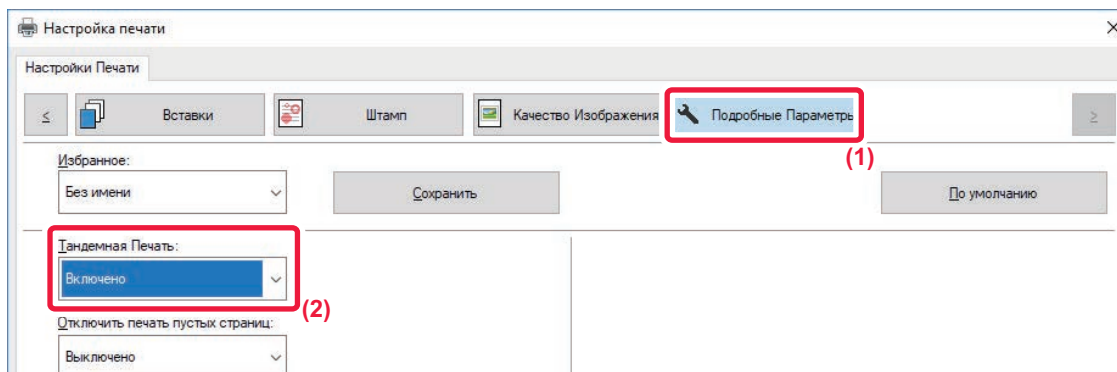 Настройка печати
Настройки Печати
< Вставки Штамп Качество Изображения Подробные Параметры >
(1)
Избранное:
Без имени Сохранить По умолчанию
Тандемная Печать:
Включено
(2)
Отключить печать пустых страниц:
Выключено